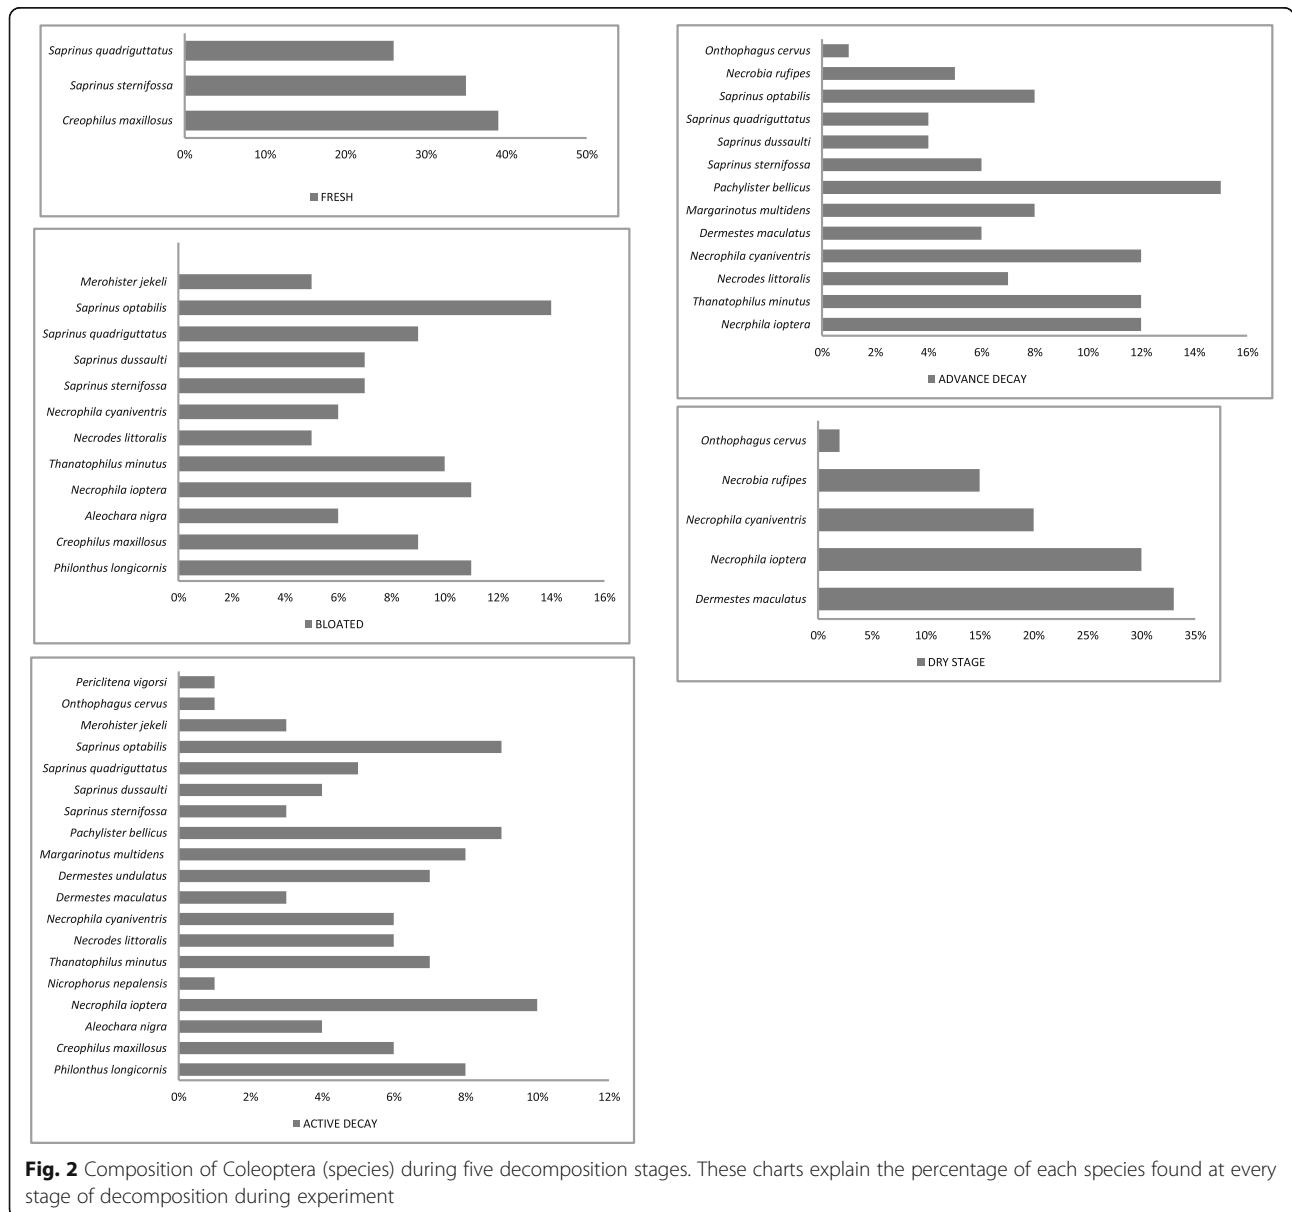 Saprinus quadriguttatus
Saprinus sternifossa
Creophilus maxillosus
0% 10% 20% 30% 40% 50%
FRESH
Merohister jekeli
Saprinus optabilis
Saprinus quadriguttatus
Saprinus dussaulti
Saprinus sternifossa
Necrophila cyaniventris
Necrodes littoralis
Thanatophilus minutus
Necrophila ioptera
Aleochara nigra
Creophilus maxillosus
Philonthus longicornis
0% 2% 4% 6% 8% 10% 12% 14% 16%
BLOATED
Periclitena vigorsi
Onthophagus cervus
Merohister jekeli
Saprinus optabilis
Saprinus quadriguttatus
Saprinus dussaulti
Saprinus sternifossa
Pachylister bellicus
Margarinotus multidens
Dermestes undulatus
Dermestes maculatus
Necrophila cyaniventris
Necrodes littoralis
Thanatophilus minutus
Nicrophorus nepalensis
Necrophila ioptera
Aleochara nigra
Creophilus maxillosus
Philonthus longicornis
0% 2% 4% 6% 8% 10% 12%
ACTIVE DECAY
Onthophagus cervus
Necrobia rufipes
Saprinus optabilis
Saprinus quadriguttatus
Saprinus dussaulti
Saprinus sternifossa
Pachylister bellicus
Margarinotus multidens
Dermestes maculatus
Necrophila cyaniventris
Necrodes littoralis
Thanatophilus minutus
Necrphila ioptera
0% 2% 4% 6% 8% 10% 12% 14% 16%
ADVANCE DECAY
Onthophagus cervus
Necrobia rufipes
Necrophila cyaniventris
Necrophila ioptera
Dermestes maculatus
0% 5% 10% 15% 20% 25% 30% 35%
DRY STAGE
Fig. 2 Composition of Coleoptera (species) during five decomposition stages. These charts explain the percentage of each species found at every
stage of decomposition during experiment